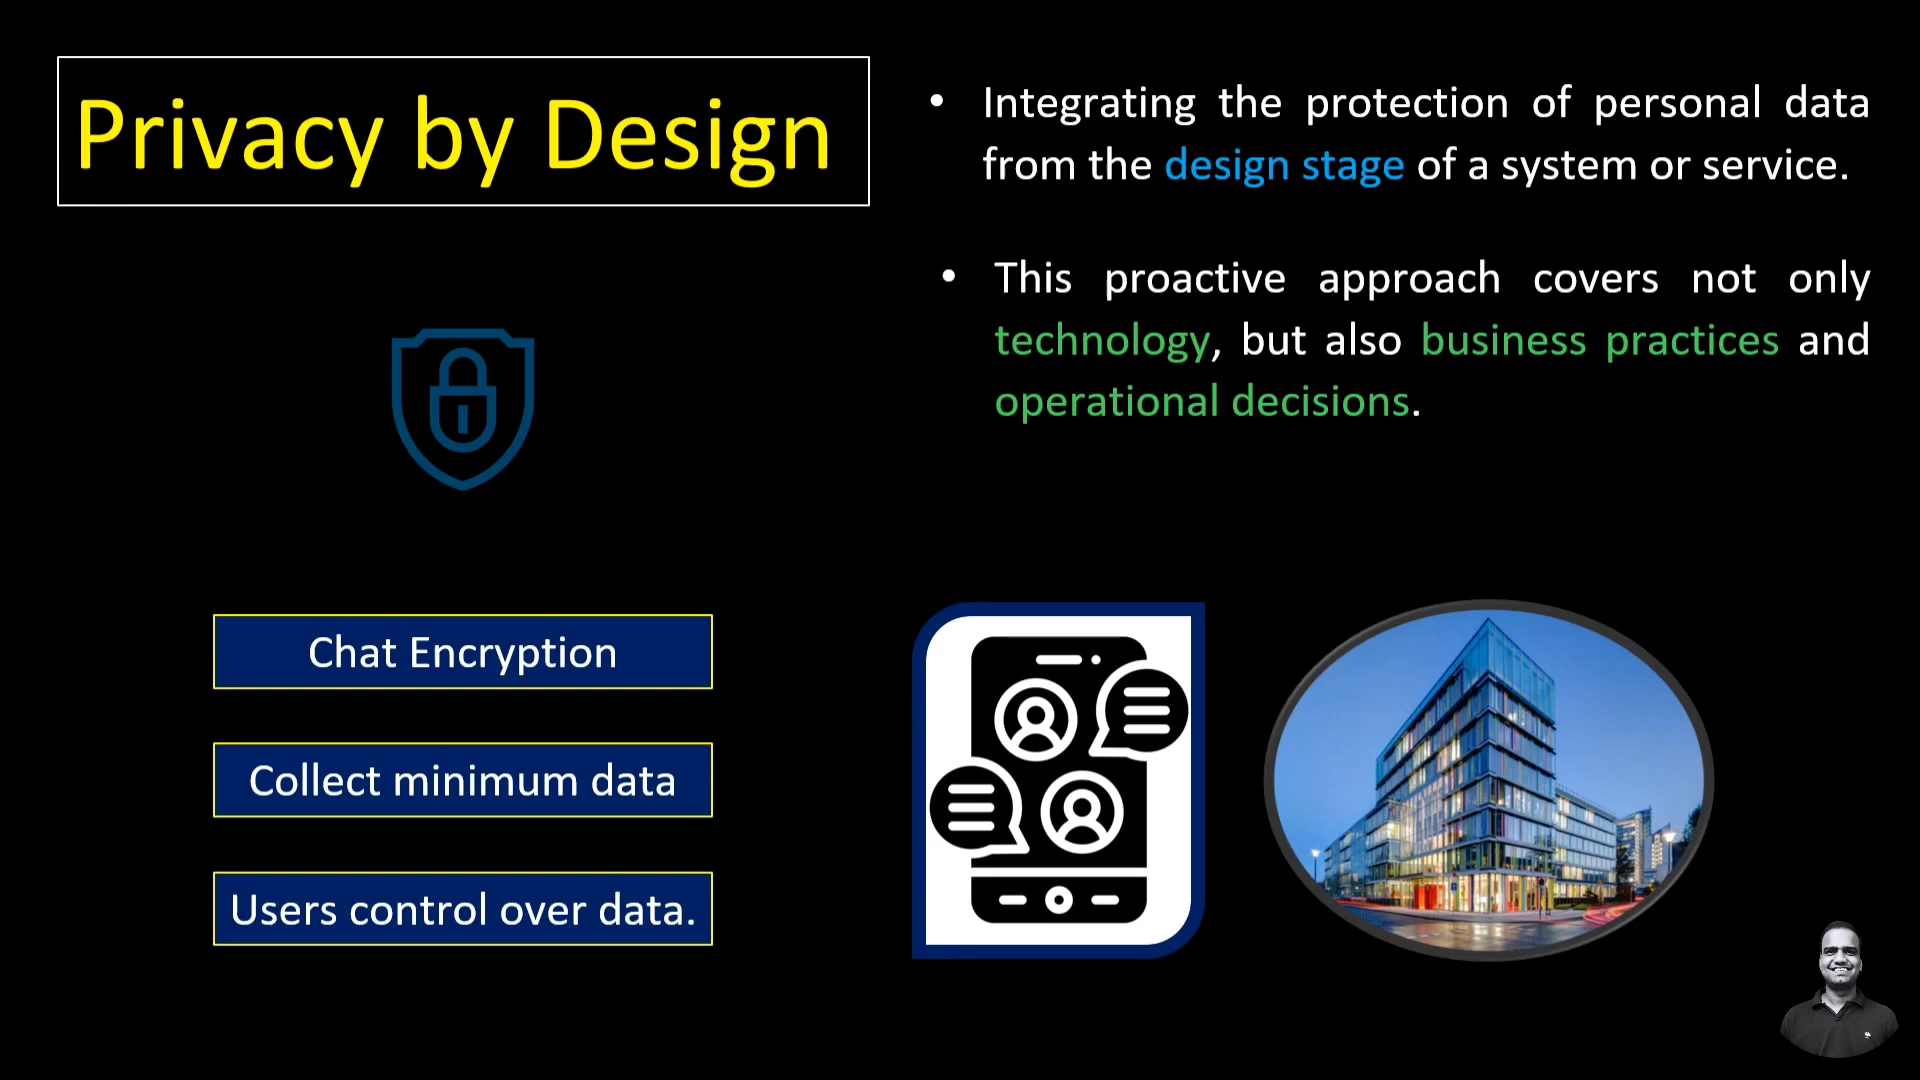 Privacy by Design
• Integrating the protection of personal data
from the design stage of a system or service.
• This proactive approach covers not only
technology, but also business practices and
operational decisions.
Chat Encryption
Collect minimum data
Users control over data.